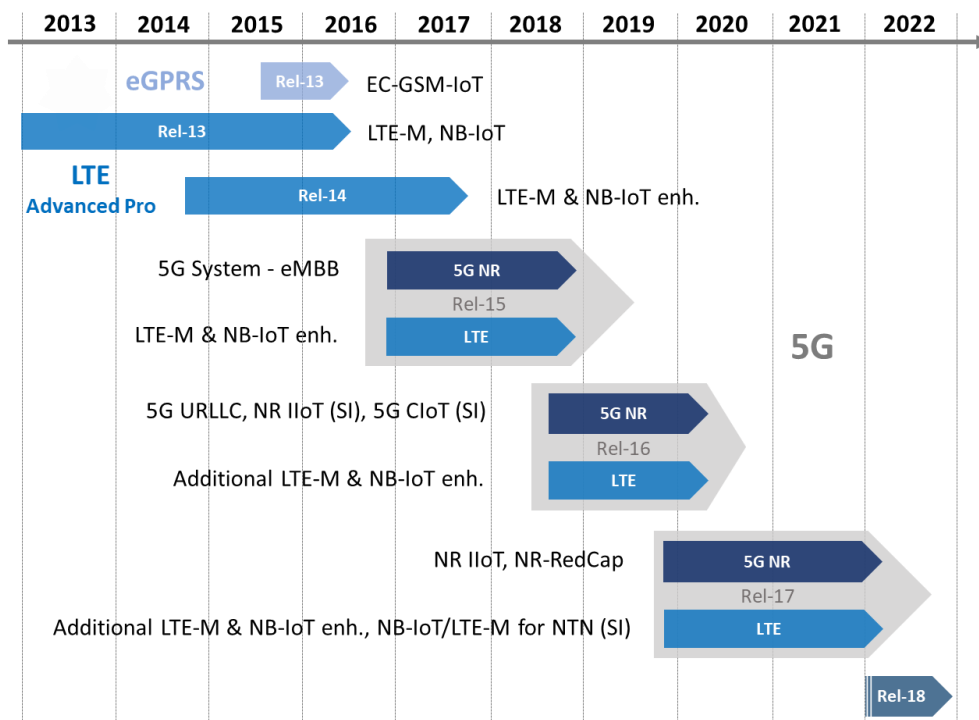 2013 2014 2015 2016 2017 2018 2019 2020 2021 2022
eGPRS Rel-13 EC-GSM-IoT
Rel-13 LTE-M, NB-IoT
LTE
Advanced Pro
Rel-14 LTE-M & NB-IoT enh.
5G System - eMBB 5G NR
Rel-15
LTE-M & NB-IoT enh. LTE
5G
5G URLLC, NR IIoT (SI), 5G CIoT (SI) 5G NR
Rel-16
Additional LTE-M & NB-IoT enh. LTE
NR IIoT, NR-RedCap 5G NR
Rel-17
Additional LTE-M & NB-IoT enh., NB-IoT/LTE-M for NTN (SI) LTE
Rel-18